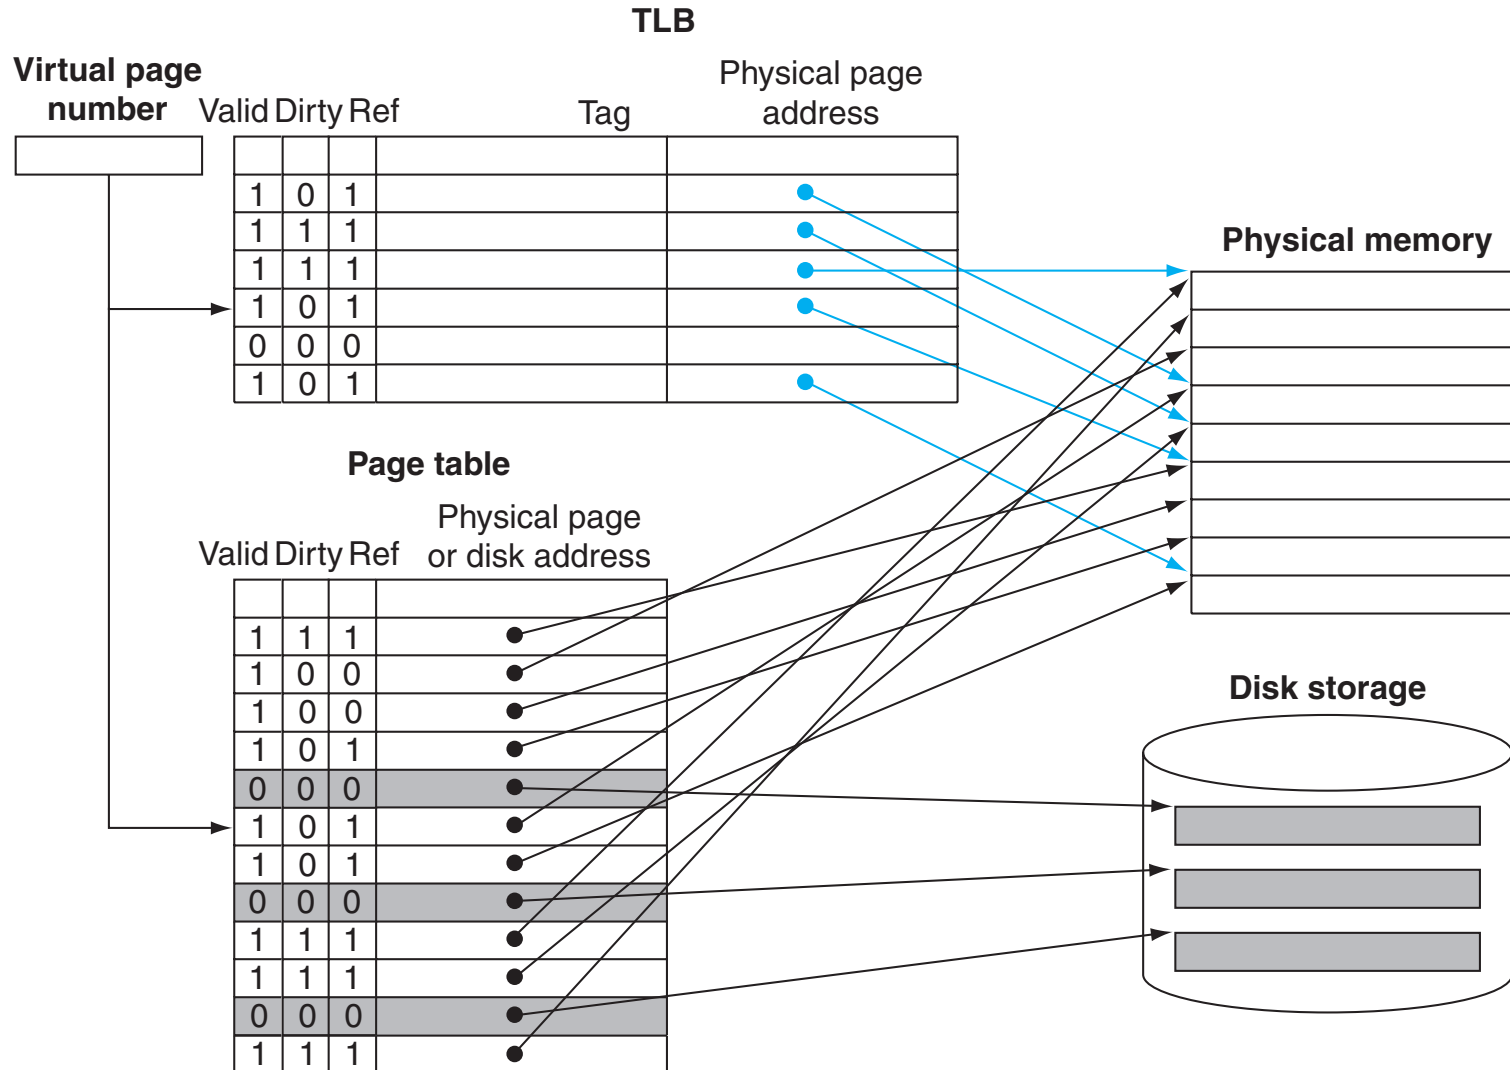 TLB
Virtual page
number
Valid Dirty Ref
Tag
Physical page
address
1 0 1
1 1 1
1 1 1
1 0 1
0 0 0
1 0 1
Physical memory
Page table
Physical page
or disk address
Valid Dirty Ref
1 1 1
1 0 0
1 0 0
1 0 1
0 0 0
1 0 1
1 0 1
0 0 0
1 1 1
1 1 1
0 0 0
1 1 1
Disk storage